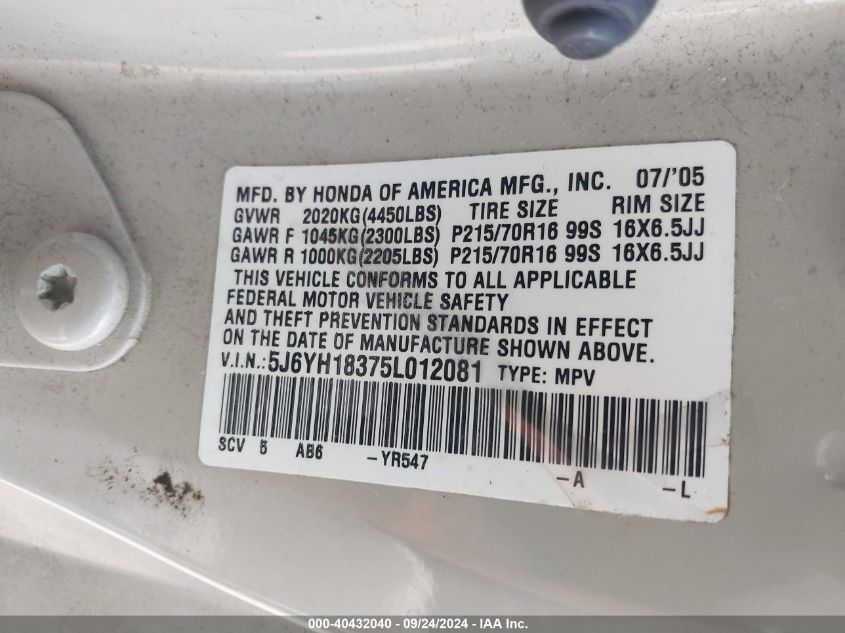 MFD. BY HONDA OF AMERICA MFG., INC. 07/'05
GVWR 2020KG(4450LBS) TIRE SIZE RIM SIZE
GAWR F 1045KG(2300LBS) P215/70R16 99S 16X6.5JJ
GAWR R 1000KG(2205LBS) P215/70R16 99S 16X6.5JJ
THIS VEHICLE CONFORMS TO ALL APPLICABLE
FEDERAL MOTOR VEHICLE SAFETY
AND THEFT PREVENTION STANDARDS IN EFFECT
ON THE DATE OF MANUFACTURE SHOWN ABOVE.
V.I.N.:5J6YH18375L012081 TYPE: MPV
SCV 5 AB6 -YR547 -A -L
000-40432040 - 09/24/2024 - IAA Inc.